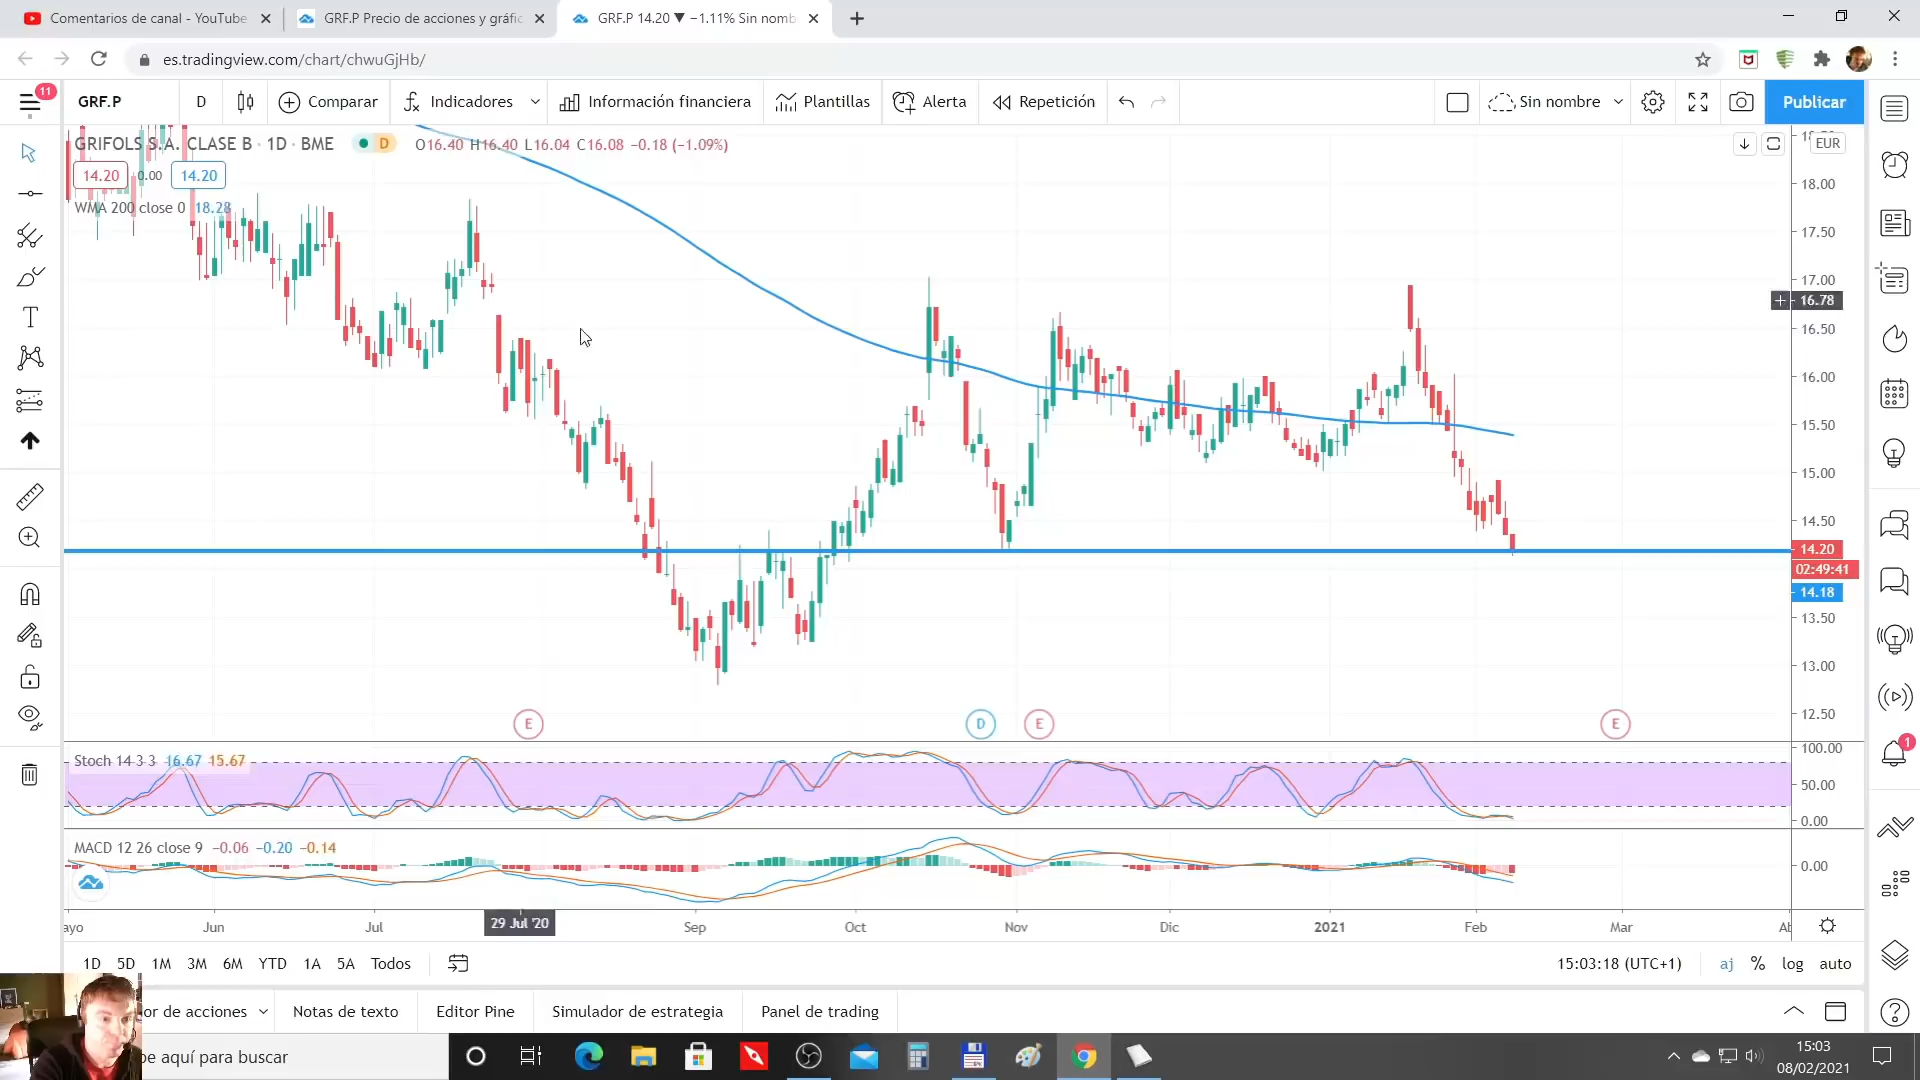 Comentarios de canal - YouTube
GRF.P Precio de acciones y gráfic
GRF.P 14.20 ▼ −1.11% Sin nomb
es.tradingview.com/chart/chwuGjHb/
11
GRF.P
D
Comparar
Indicadores
Información financiera
Plantillas
Alerta
Repetición
Sin nombre
Publicar
GRIFOLS S.A. CLASE B · 1D · BME
D
O16.40 H16.40 L16.04 C16.08 −0.18 (−1.09%)
EUR
14.20 0.00 14.20
WMA 200 close 0 18.28
18.00
17.50
17.00
16.78
16.50
16.00
15.50
15.00
14.50
14.20
02:49:41
14.18
13.50
13.00
12.50
E
D
E
E
Stoch 14 3 3 16.67 15.67
100.00
50.00
0.00
MACD 12 26 close 9 −0.06 −0.20 −0.14
0.00
1
ayo
Jun
Jul
29 Jul '20
Sep
Oct
Nov
Dic
2021
Feb
Mar
1D 5D 1M 3M 6M YTD 1A 5A Todos
15:03:18 (UTC+1)
aj % log auto
or de acciones
Notas de texto
Editor Pine
Simulador de estrategia
Panel de trading
be aquí para buscar
15:03
08/02/2021